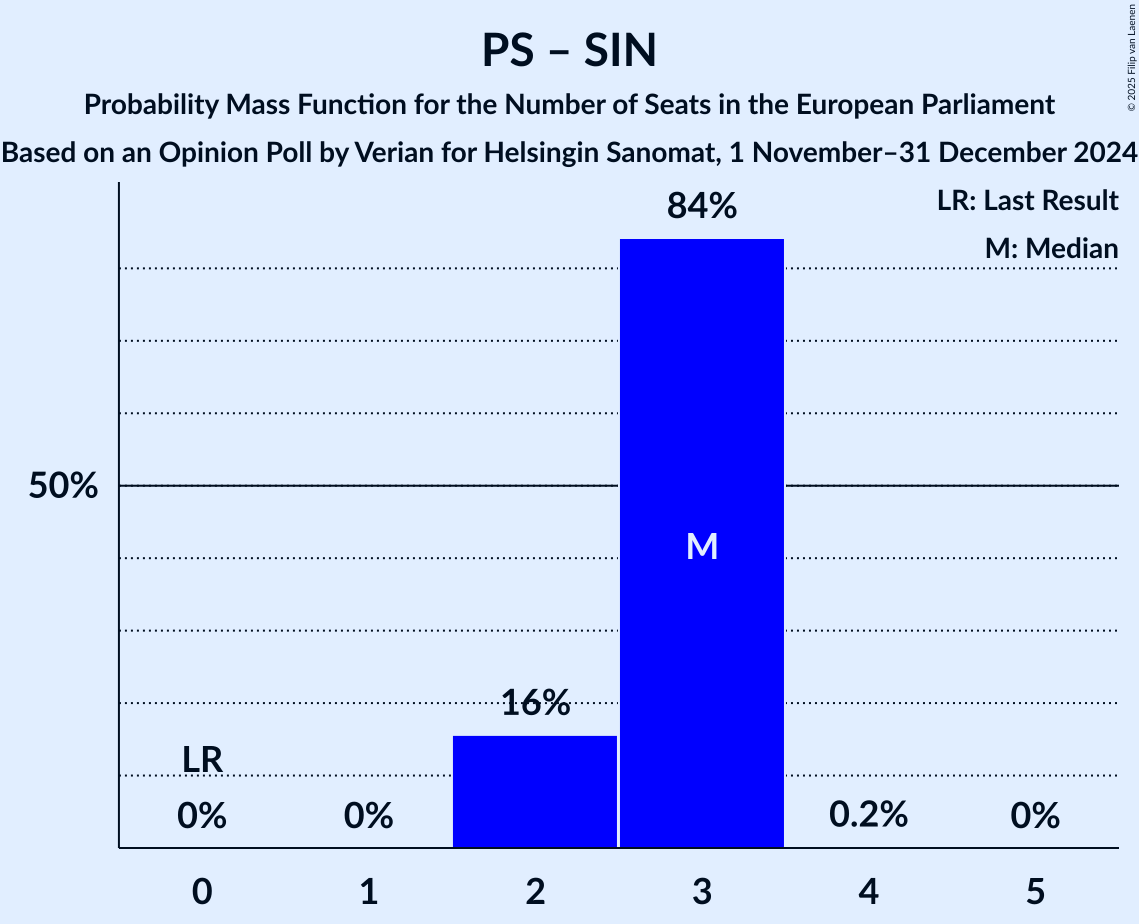 PS – SIN
Probability Mass Function for the Number of Seats in the European Parliament
Based on an Opinion Poll by Verian for Helsingin Sanomat, 1 November–31 December 2024
© 2025 Filip van Laenen
LR: Last Result
M: Median
84%
50%
M
16%
LR
0%
0%
0.2%
0%
0
1
2
3
4
5